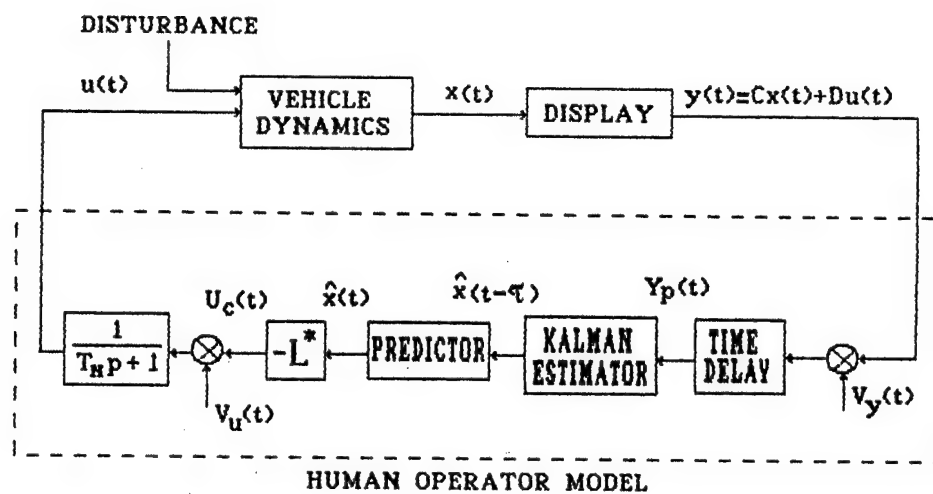 DISTURBANCE
u(t)
VEHICLE
DYNAMICS
x(t)
DISPLAY
y(t)=Cx(t)+Du(t)
U_c(t)
x̂(t)
x̂(t-τ)
Y_p(t)
1
T_N p + 1
-L*
PREDICTOR
KALMAN
ESTIMATOR
TIME
DELAY
V_u(t)
V_y(t)
HUMAN OPERATOR MODEL